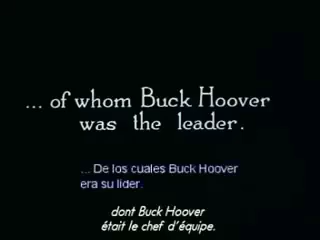 ... of whom Buck Hoover
was the leader.
... De los cuales Buck Hoover
era su lider.
dont Buck Hoover
était le chef d'équipe.